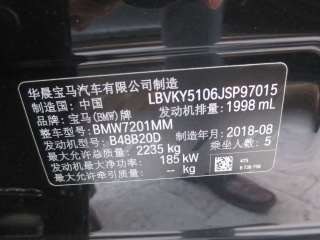 华晨宝马汽车有限公司制造
制造国：中国 LBVKY5106JSP97015
品牌：宝马(BMW)牌 发动机排量：1998 mL
整车型号：BMW7201MM
发动机型号：B48B20D 制造年月：2018-08
最大允许总质量：2235 kg 乘坐人数：5
发动机最大净功率：185 kW
最大允许牵引质量：-- kg
475